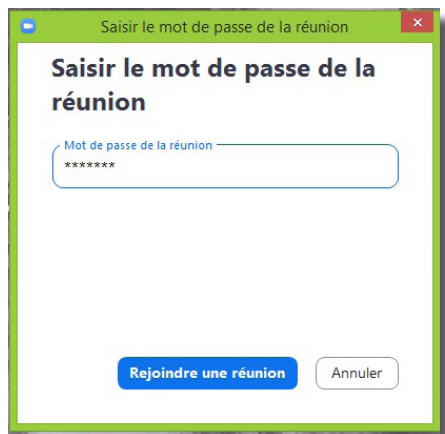 Saisir le mot de passe de la réunion
Saisir le mot de passe de la
réunion
Mot de passe de la réunion
*******
Rejoindre une réunion
Annuler